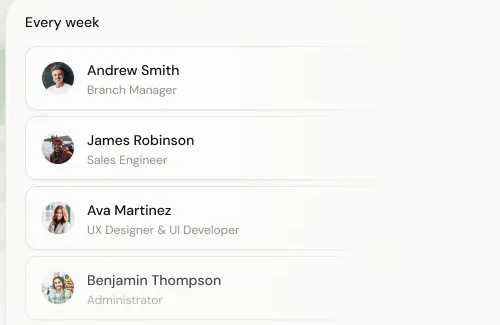 Every week
Andrew Smith
Branch Manager
James Robinson
Sales Engineer
Ava Martinez
UX Designer & UI Developer
Benjamin Thompson
Administrator